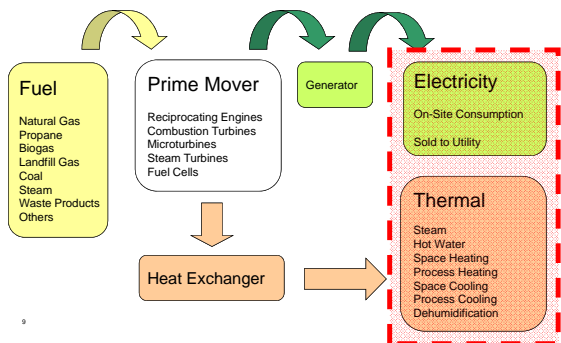 Fuel
Natural Gas
Propane
Biogas
Landfill Gas
Coal
Steam
Waste Products
Others
Prime Mover
Reciprocating Engines
Combustion Turbines
Microturbines
Steam Turbines
Fuel Cells
Generator
Electricity
On-Site Consumption
Sold to Utility
Heat Exchanger
Thermal
Steam
Hot Water
Space Heating
Process Heating
Space Cooling
Process Cooling
Dehumidification
9